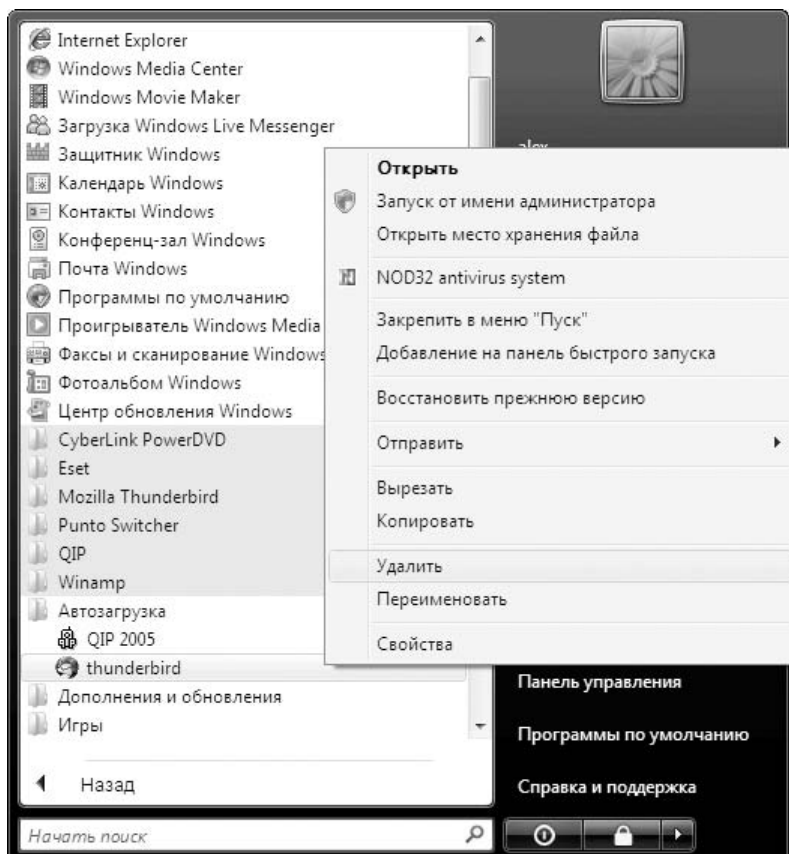 Internet Explorer
Windows Media Center
Windows Movie Maker
Загрузка Windows Live Messenger
Защитник Windows
Календарь Windows
Контакты Windows
Конференц-зал Windows
Почта Windows
Программы по умолчанию
Проигрыватель Windows Media
Факсы и сканирование Windows
Фотоальбом Windows
Центр обновления Windows
CyberLink PowerDVD
Eset
Mozilla Thunderbird
Punto Switcher
QIP
Winamp
Автозагрузка
QIP 2005
thunderbird
Дополнения и обновления
Игры
Назад
Начать поиск
alex
Открыть
Запуск от имени администратора
Открыть место хранения файла
NOD32 antivirus system
Закрепить в меню "Пуск"
Добавление на панель быстрого запуска
Восстановить прежнюю версию
Отправить
Вырезать
Копировать
Удалить
Переименовать
Свойства
Панель управления
Программы по умолчанию
Справка и поддержка